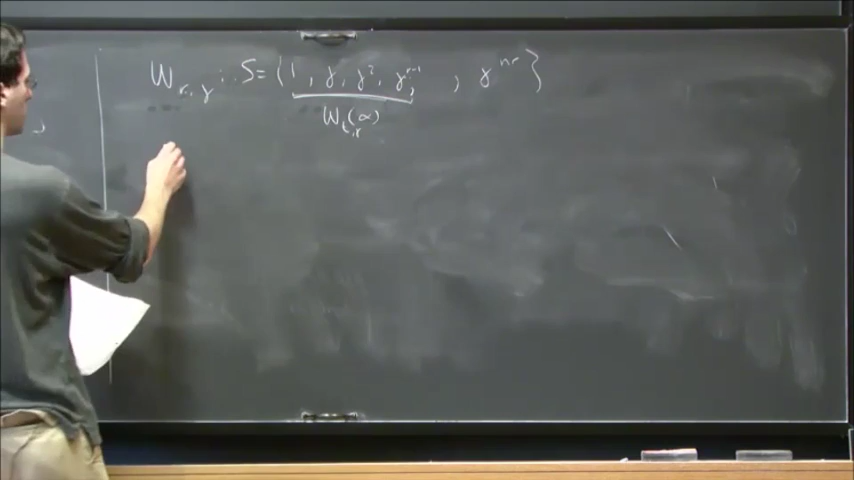 W_{r,γ} : S = { 1, γ, γ², γ^{r-1}, , γ^{nr} }
W_{t,r}(α)